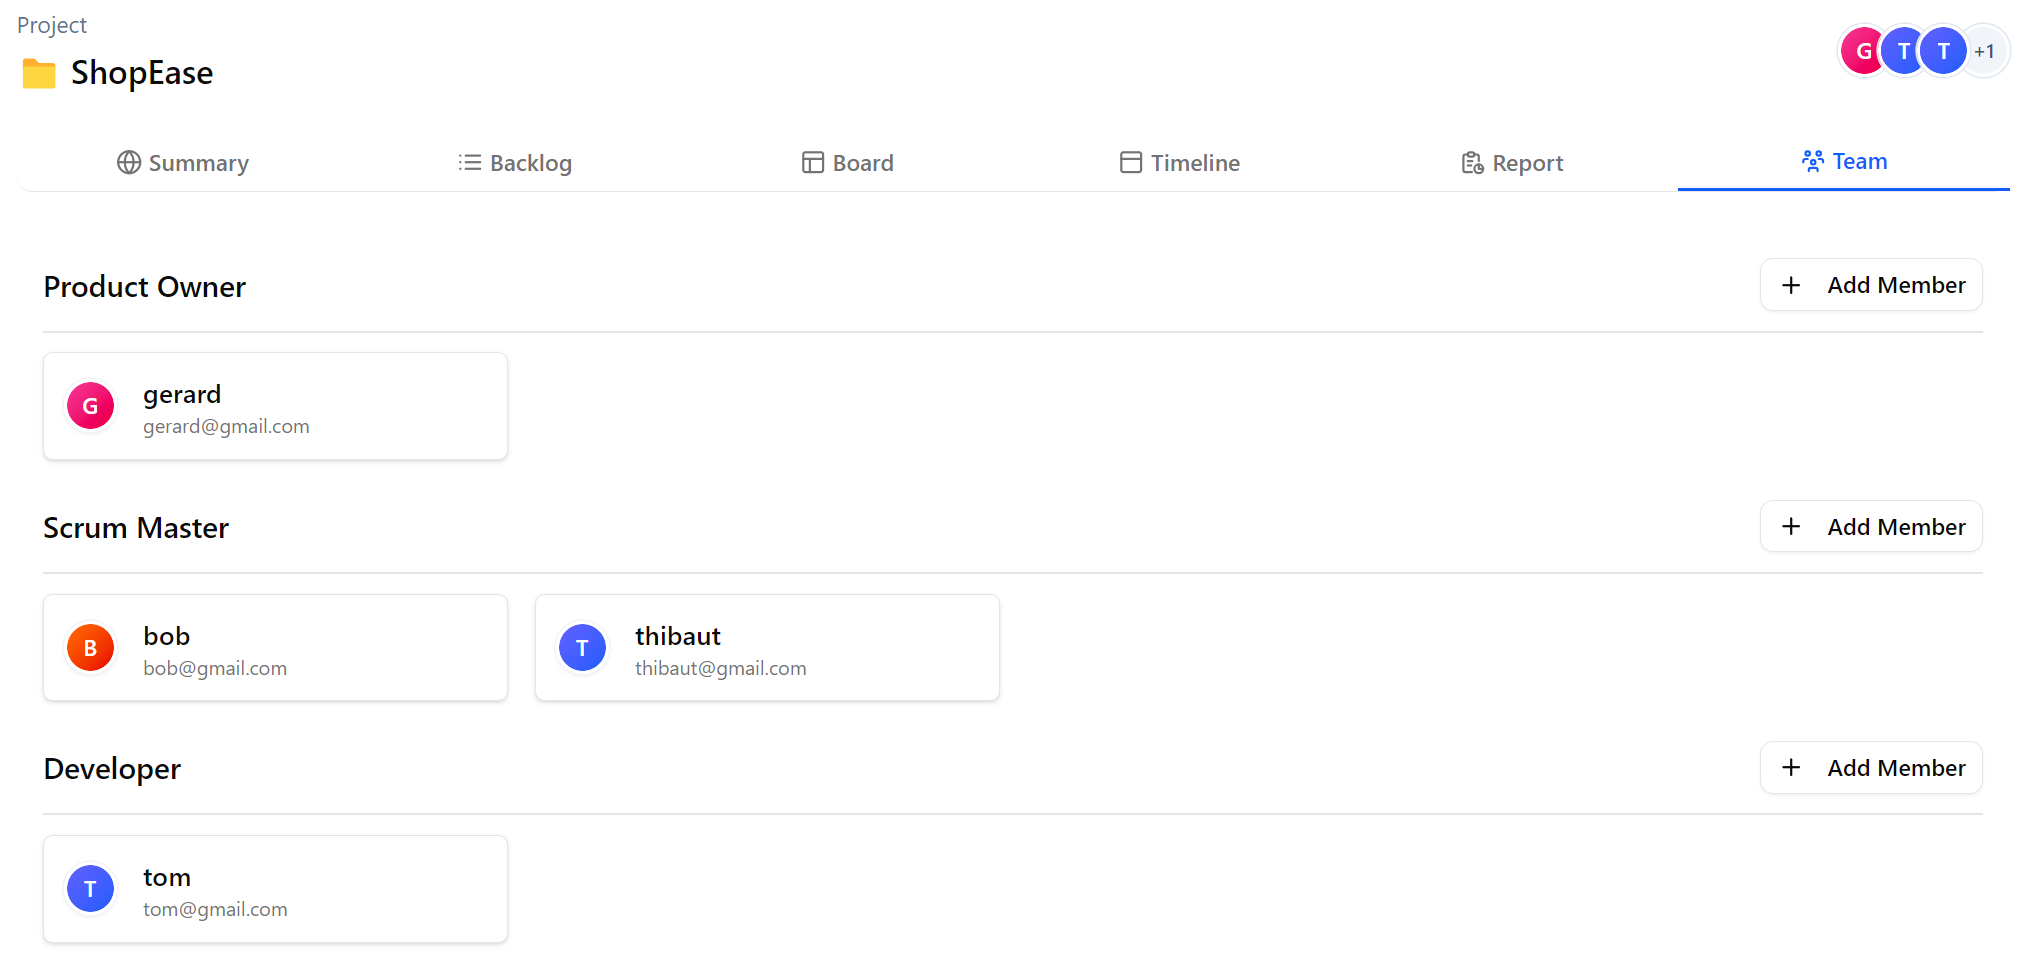 Project
ShopEase
G T T +1
Summary Backlog Board Timeline Report Team
Product Owner + Add Member
G gerard
gerard@gmail.com
Scrum Master + Add Member
B bob
bob@gmail.com
T thibaut
thibaut@gmail.com
Developer + Add Member
T tom
tom@gmail.com